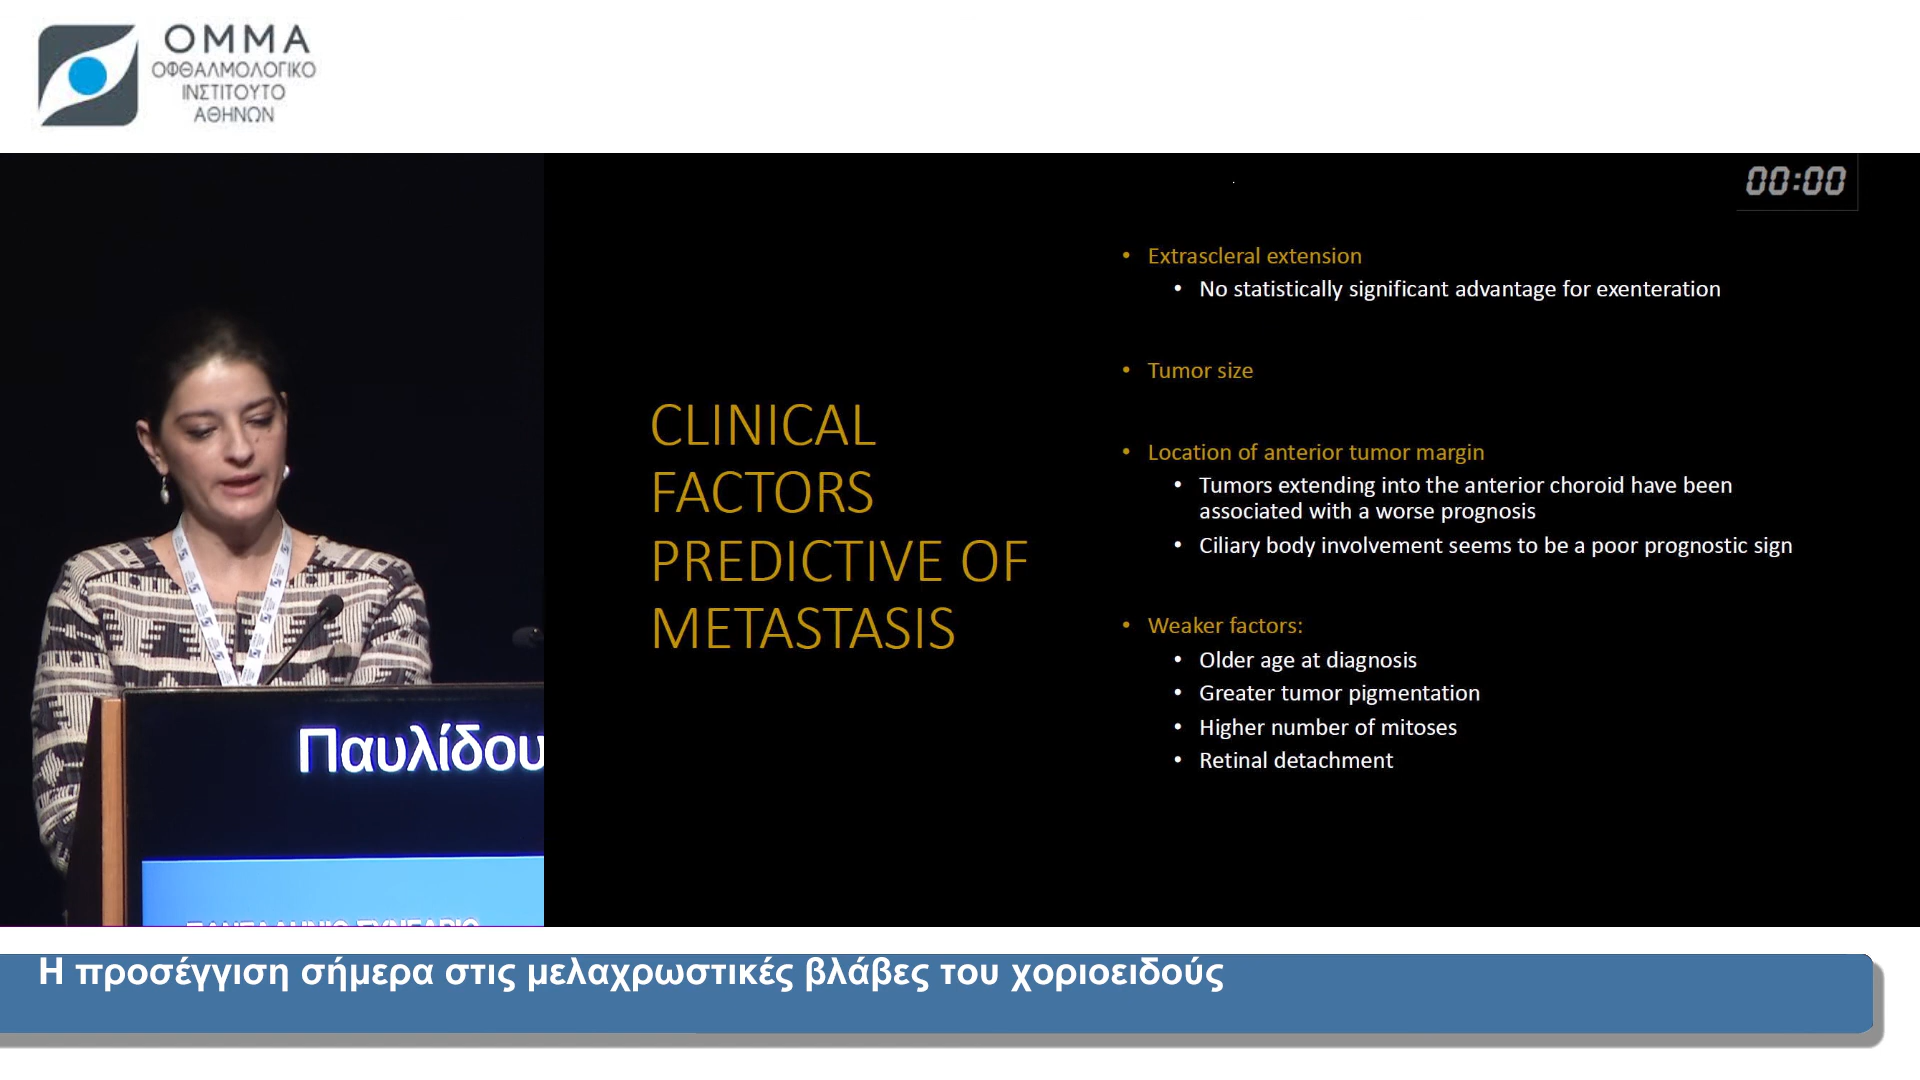 ΟΜΜΑ
ΟΦΘΑΛΜΟΛΟΓΙΚΟ
ΙΝΣΤΙΤΟΥΤΟ
ΑΘΗΝΩΝ
00:00
CLINICAL
FACTORS
PREDICTIVE OF
METASTASIS
• Extrascleral extension
• No statistically significant advantage for exenteration
• Tumor size
• Location of anterior tumor margin
• Tumors extending into the anterior choroid have been
associated with a worse prognosis
• Ciliary body involvement seems to be a poor prognostic sign
• Weaker factors:
• Older age at diagnosis
• Greater tumor pigmentation
• Higher number of mitoses
• Retinal detachment
Παυλίδου
Η προσέγγιση σήμερα στις μελαχρωστικές βλάβες του χοριοειδούς